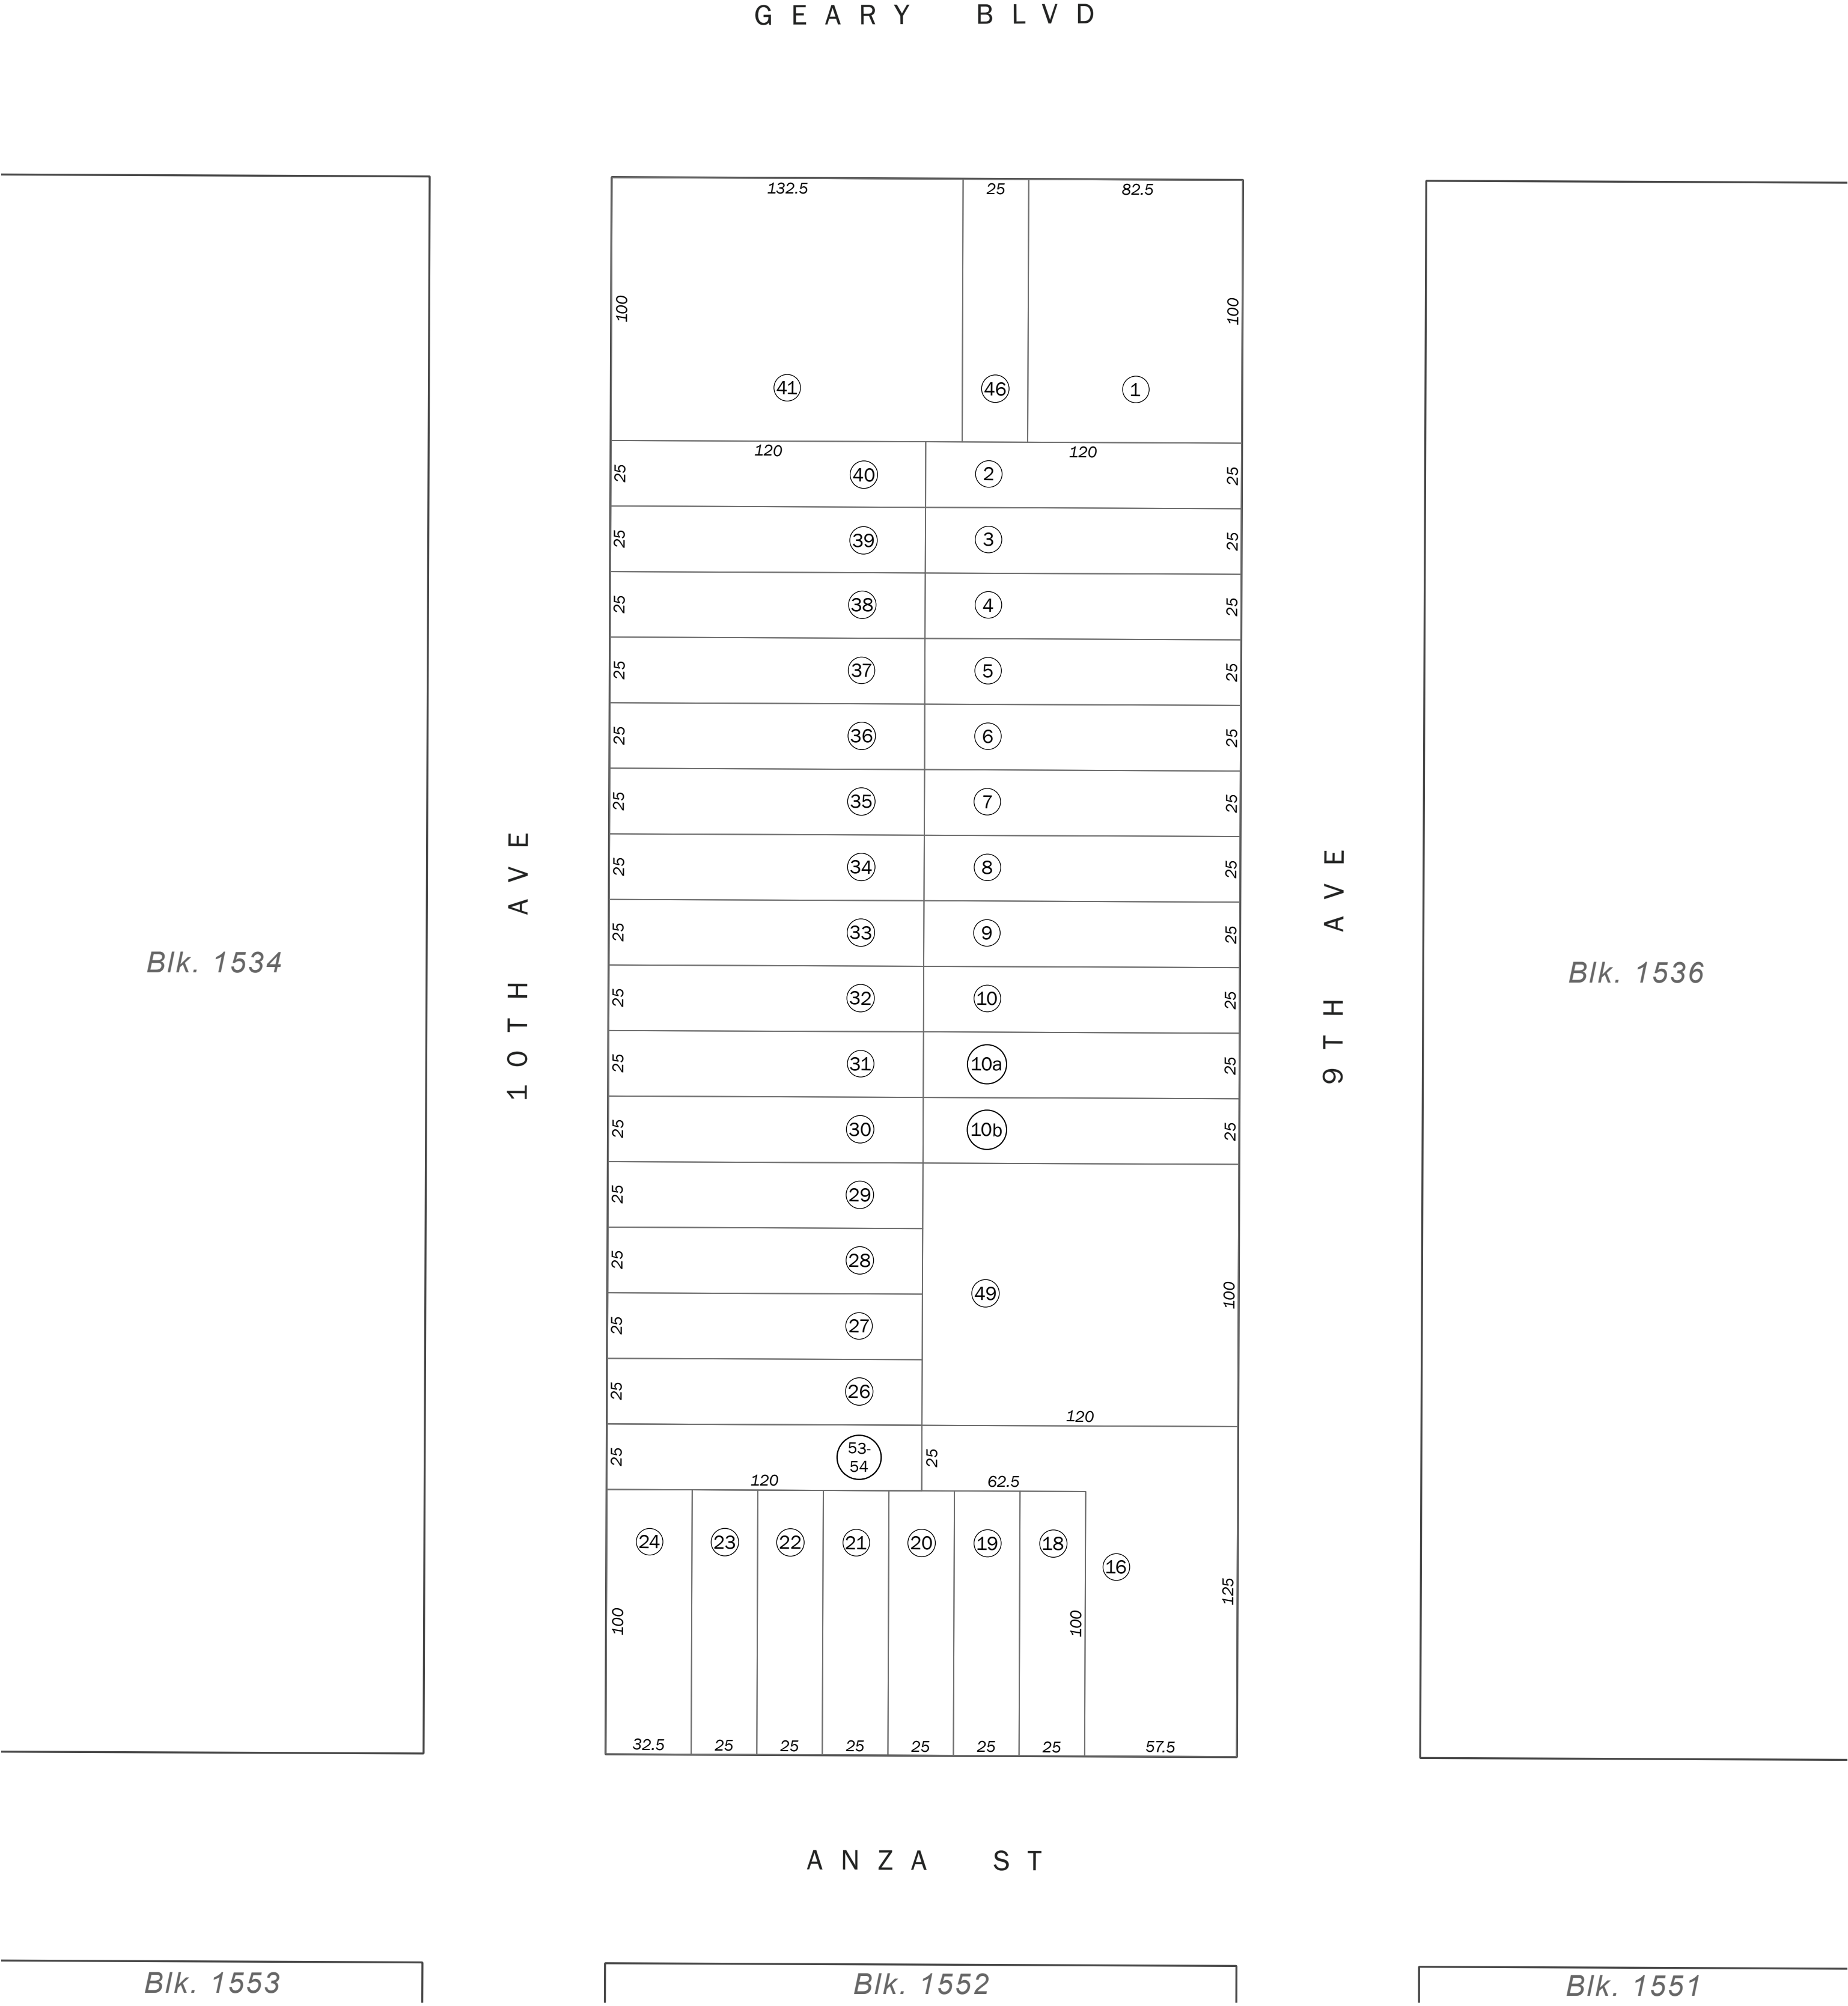 GEARY BLVD
132.5 25 82.5
100 100
41 46 1
120 120
25 40 2 25
25 39 3 25
25 38 4 25
25 37 5 25
25 36 6 25
25 35 7 25
25 34 8 25
25 33 9 25
10TH AVE
9TH AVE
Blk. 1534
Blk. 1536
25 32 10 25
25 31 10a 25
25 30 10b 25
25 29
25 28
49 100
25 27
25 26
120
25 53-
54
25
120 62.5
24 23 22 21 20 19 18 16
100 100 125
32.5 25 25 25 25 25 25 57.5
ANZA ST
Blk. 1553 Blk. 1552 Blk. 1551